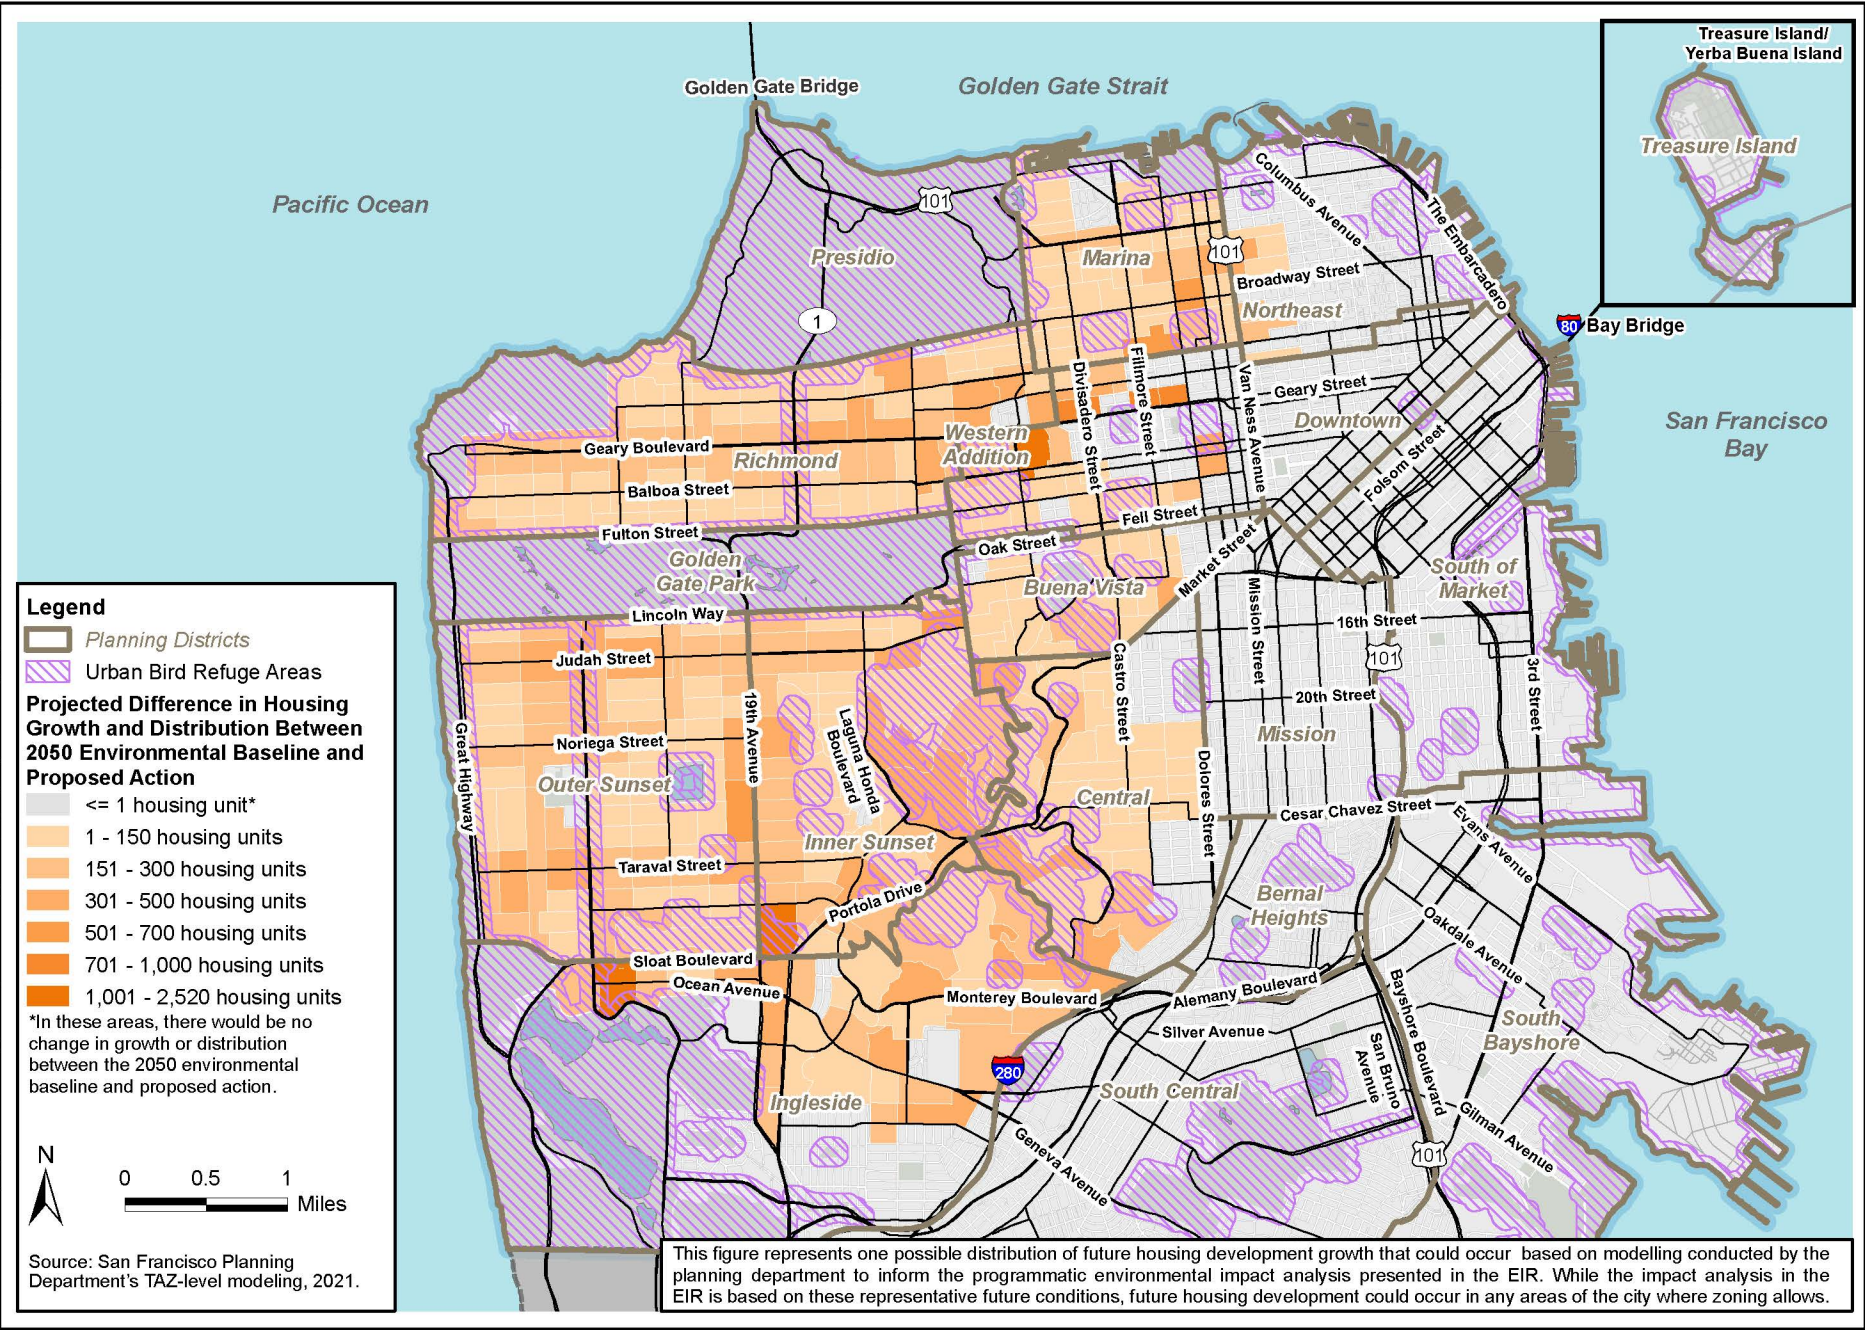 Treasure Island/
Yerba Buena Island
Treasure Island
Golden Gate Bridge
Golden Gate Strait
Pacific Ocean
101
Columbus Avenue
The Embarcadero
Presidio
Marina
101
Broadway Street
Northeast
1
80
Bay Bridge
Divisadero Street
Fillmore Street
Van Ness Avenue
Geary Street
Downtown
San Francisco
Bay
Western
Addition
Geary Boulevard
Richmond
Balboa Street
Folsom Street
Fell Street
Fulton Street
Oak Street
Market Street
Golden
Gate Park
Buena Vista
South of
Market
Lincoln Way
Mission Street
16th Street
Judah Street
Castro Street
101
3rd Street
20th Street
19th Avenue
Laguna Honda
Boulevard
Great Highway
Noriega Street
Mission
Outer Sunset
Dolores Street
Central
Cesar Chavez Street
Evans Avenue
Inner Sunset
Taraval Street
Portola Drive
Bernal
Heights
Oakdale Avenue
Sloat Boulevard
Ocean Avenue
Monterey Boulevard
Alemany Boulevard
Bayshore Boulevard
Silver Avenue
South
Bayshore
San Bruno
Avenue
280
South Central
Ingleside
Gilman Avenue
Geneva Avenue
101
Legend
Planning Districts
Urban Bird Refuge Areas
Projected Difference in Housing
Growth and Distribution Between
2050 Environmental Baseline and
Proposed Action
<= 1 housing unit*
1 - 150 housing units
151 - 300 housing units
301 - 500 housing units
501 - 700 housing units
701 - 1,000 housing units
1,001 - 2,520 housing units
*In these areas, there would be no
change in growth or distribution
between the 2050 environmental
baseline and proposed action.
N
0 0.5 1
Miles
Source: San Francisco Planning
Department's TAZ-level modeling, 2021.
This figure represents one possible distribution of future housing development growth that could occur based on modelling conducted by the
planning department to inform the programmatic environmental impact analysis presented in the EIR. While the impact analysis in the
EIR is based on these representative future conditions, future housing development could occur in any areas of the city where zoning allows.